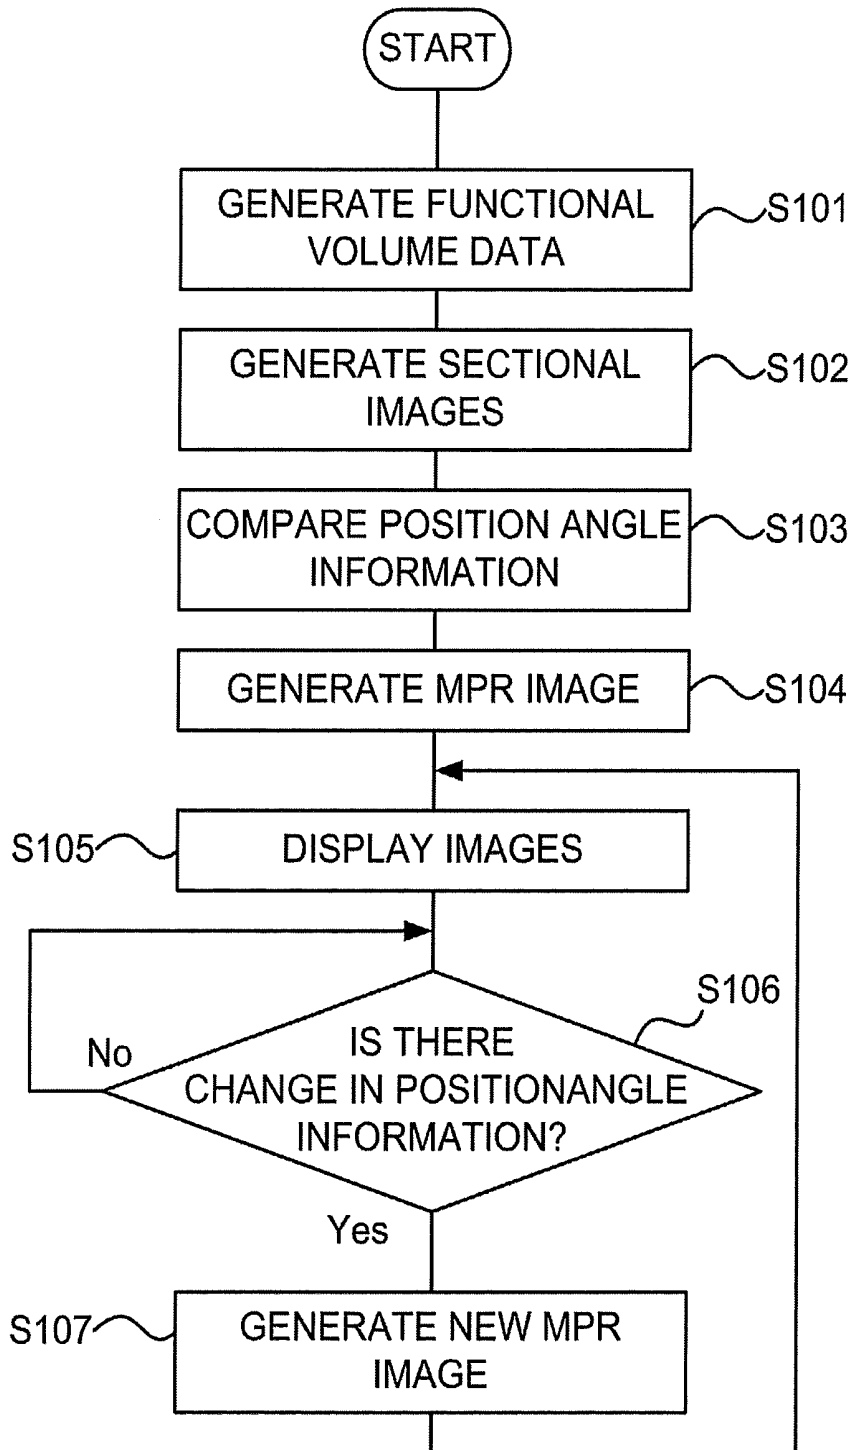 START
GENERATE FUNCTIONAL
VOLUME DATA
S101
GENERATE SECTIONAL
IMAGES
S102
COMPARE POSITION ANGLE
INFORMATION
S103
GENERATE MPR IMAGE
S104
S105
DISPLAY IMAGES
S106
No
IS THERE
CHANGE IN POSITIONANGLE
INFORMATION?
Yes
S107
GENERATE NEW MPR
IMAGE